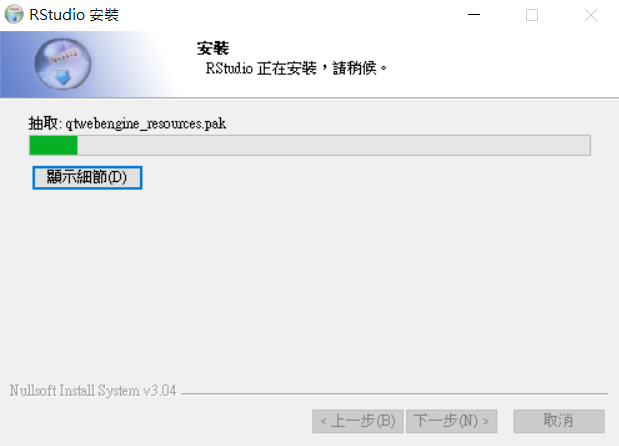 RStudio 安裝
安裝
RStudio 正在安裝，請稍候。
抽取: qtwebengine_resources.pak
顯示細節(D)
Nullsoft Install System v3.04
< 上一步(B) 下一步(N) > 取消